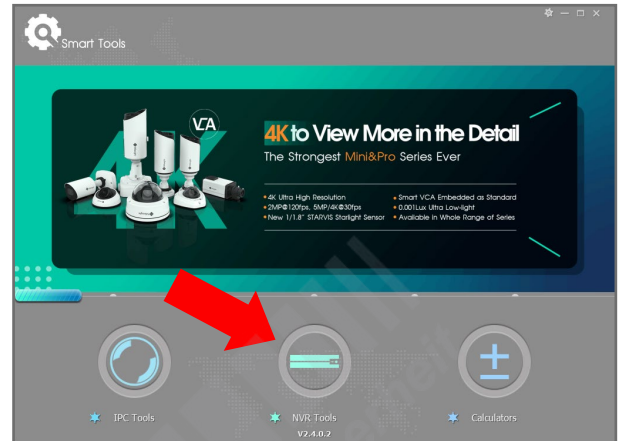 Smart Tools
VCA
4K
4K to View More in the Detail
The Strongest Mini&Pro Series Ever
• 4K Ultra High Resolution
• 2MP@120fps, 5MP/4K@30fps
• New 1/1.8" STARVIS Starlight Sensor
• Smart VCA Embedded as Standard
• 0.001Lux Ultra Low-light
• Available in Whole Range of Series
IPC Tools
NVR Tools
Calculators
V2.4.0.2